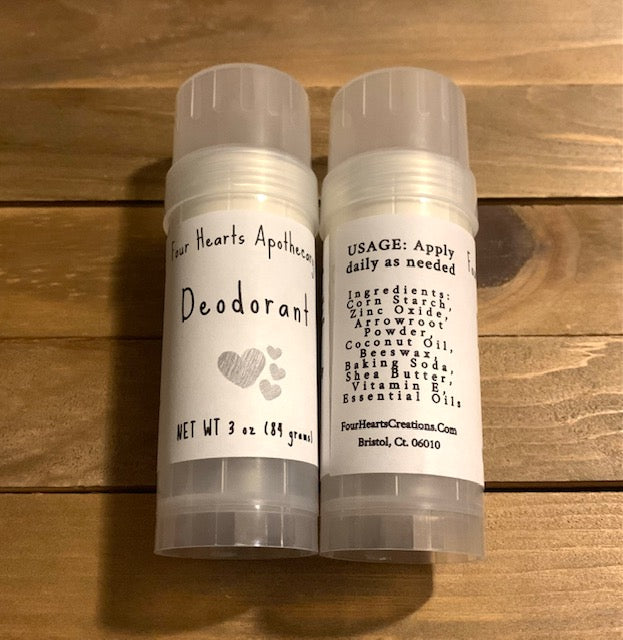 Four Hearts Apothecary
Deodorant
NET WT 3 oz (84 grams)
USAGE: Apply
daily as needed
Ingredients:
Corn Starch,
Zinc Oxide,
Arrowroot
Powder,
Coconut Oil,
Beeswax,
Baking Soda,
Shea Butter,
Vitamin E,
Essential Oils
FourHeartsCreations.Com
Bristol, Ct. 06010